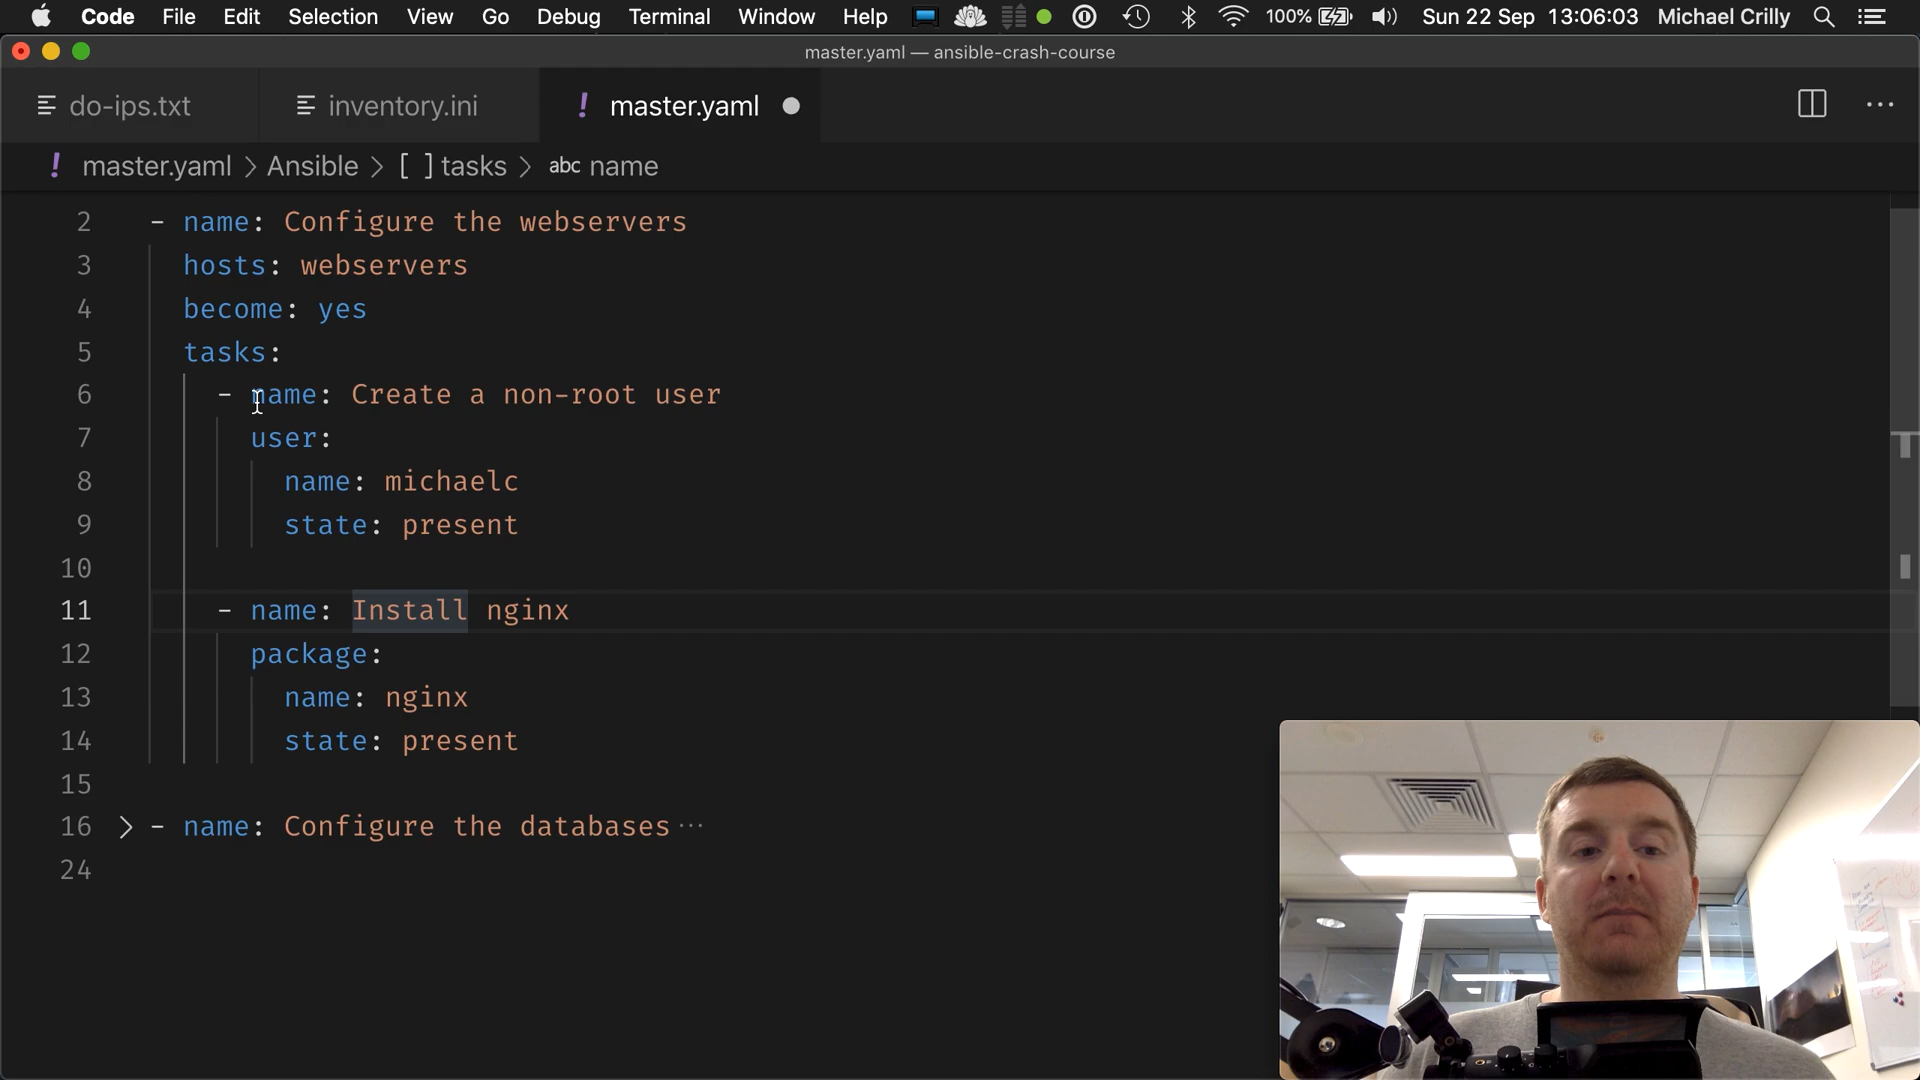 Code File Edit Selection View Go Debug Terminal Window Help 100% Sun 22 Sep 13:06:03 Michael Crilly
master.yaml — ansible-crash-course
do-ips.txt inventory.ini ! master.yaml
! master.yaml > Ansible > [ ] tasks > abc name
2 - name: Configure the webservers
3 hosts: webservers
4 become: yes
5 tasks:
6 - name: Create a non-root user
7 user:
8 name: michaelc
9 state: present
10
11 - name: Install nginx
12 package:
13 name: nginx
14 state: present
15
16 > - name: Configure the databases ...
24